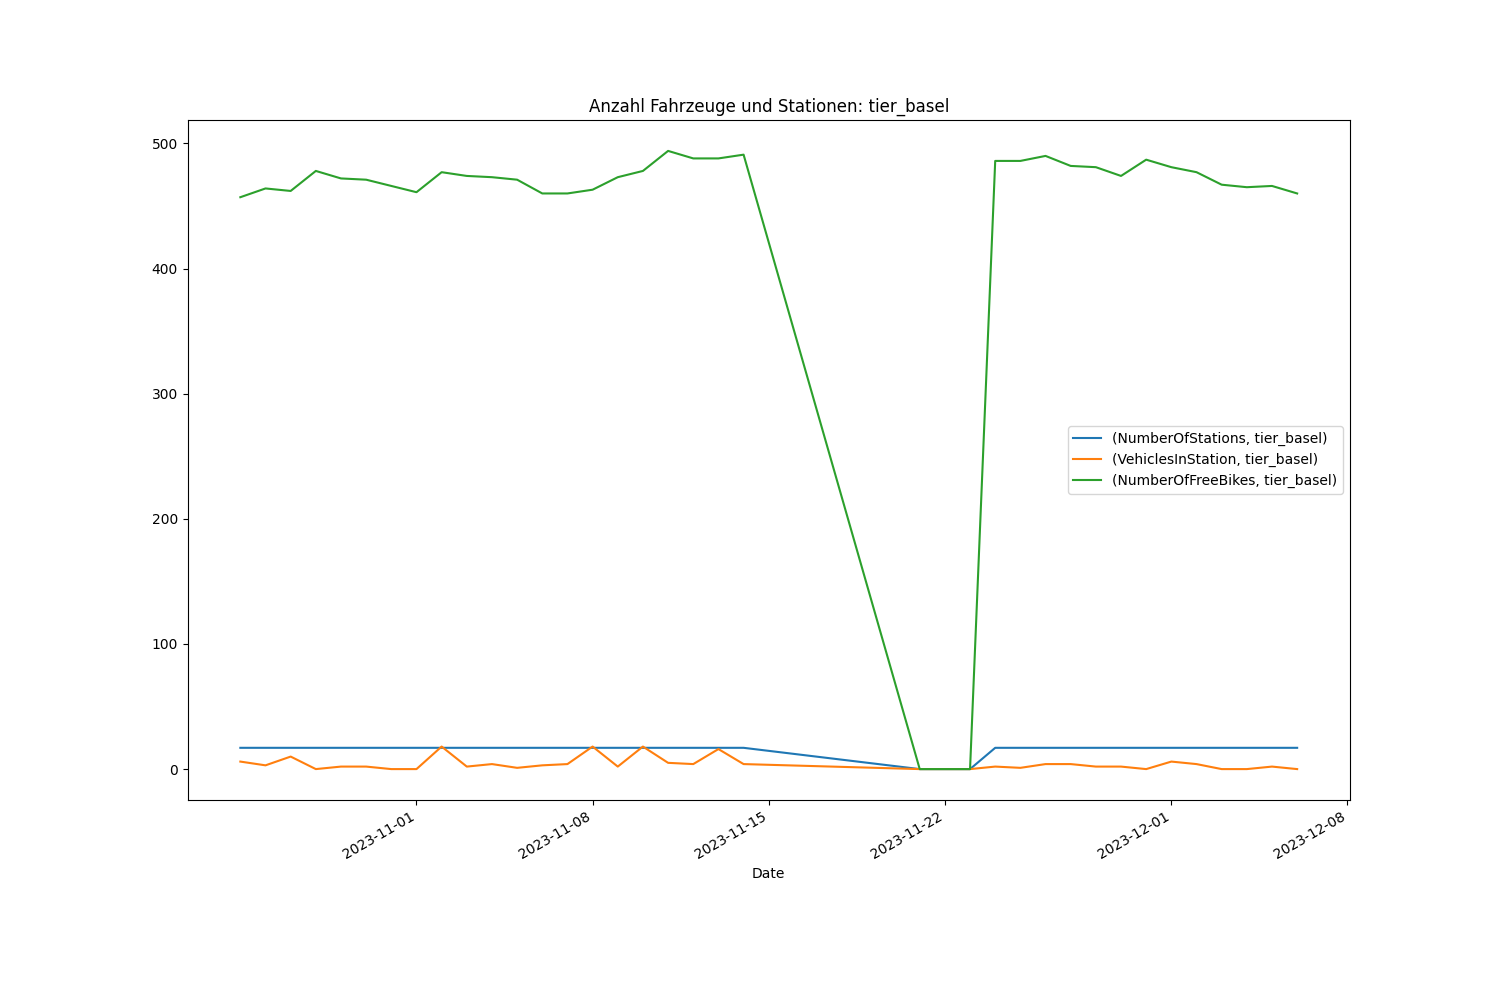 Anzahl Fahrzeuge und Stationen: tier_basel
500
400
300
200
100
0
(NumberOfStations, tier_basel)
(VehiclesInStation, tier_basel)
(NumberOfFreeBikes, tier_basel)
2023-11-01
2023-11-08
2023-11-15
2023-11-22
2023-12-01
2023-12-08
Date